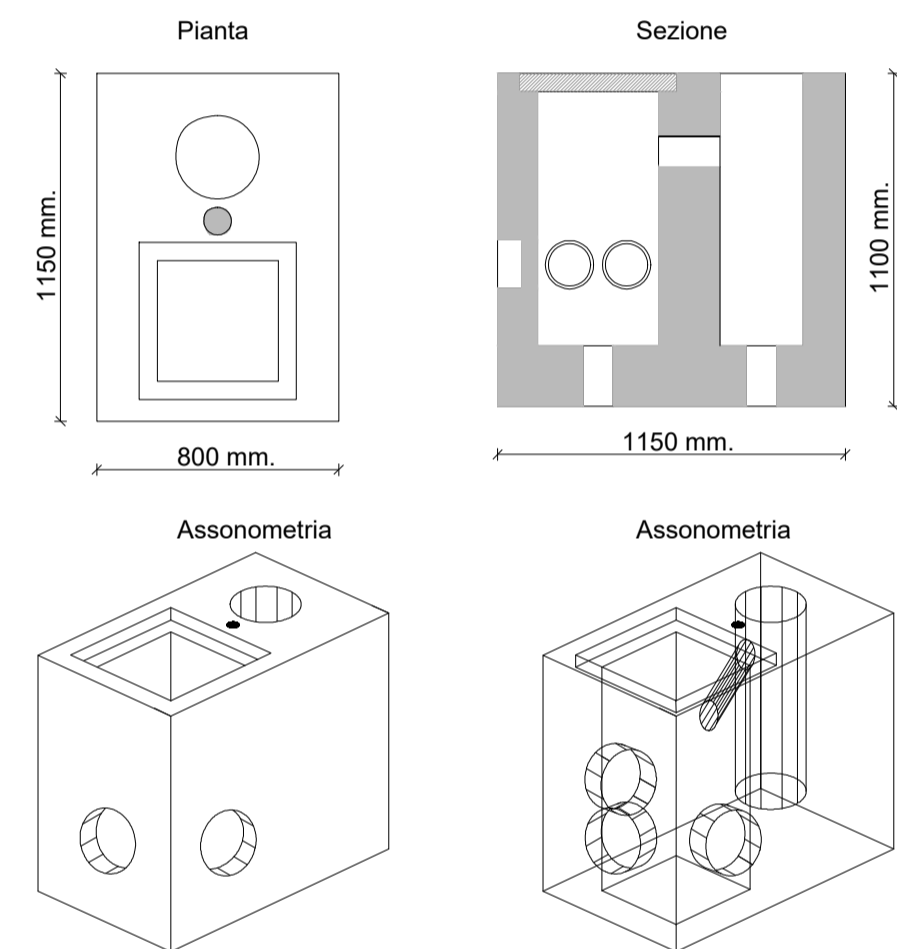 Pianta
Sezione
1150 mm.
1100 mm.
800 mm.
1150 mm.
Assonometria
Assonometria